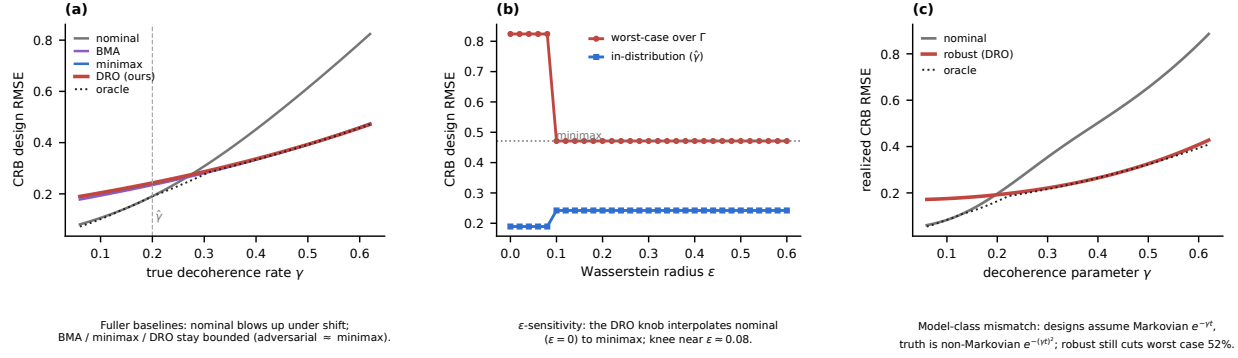 (a)
0.8
0.6
0.4
0.2
CRB design RMSE
nominal
BMA
minimax
DRO (ours)
oracle
γ̂
0.1 0.2 0.3 0.4 0.5 0.6
true decoherence rate γ
Fuller baselines: nominal blows up under shift;
BMA / minimax / DRO stay bounded (adversarial ≈ minimax).
(b)
0.8
0.7
0.6
0.5
0.4
0.3
0.2
CRB design RMSE
worst-case over Γ
in-distribution (γ̂)
minimax
0.0 0.1 0.2 0.3 0.4 0.5 0.6
Wasserstein radius ε
ε-sensitivity: the DRO knob interpolates nominal
(ε = 0) to minimax; knee near ε ≈ 0.08.
(c)
0.8
0.6
0.4
0.2
realized CRB RMSE
nominal
robust (DRO)
oracle
0.1 0.2 0.3 0.4 0.5 0.6
decoherence parameter γ
Model-class mismatch: designs assume Markovian e^{−γt},
truth is non-Markovian e^{−(γt)²}; robust still cuts worst case 52%.